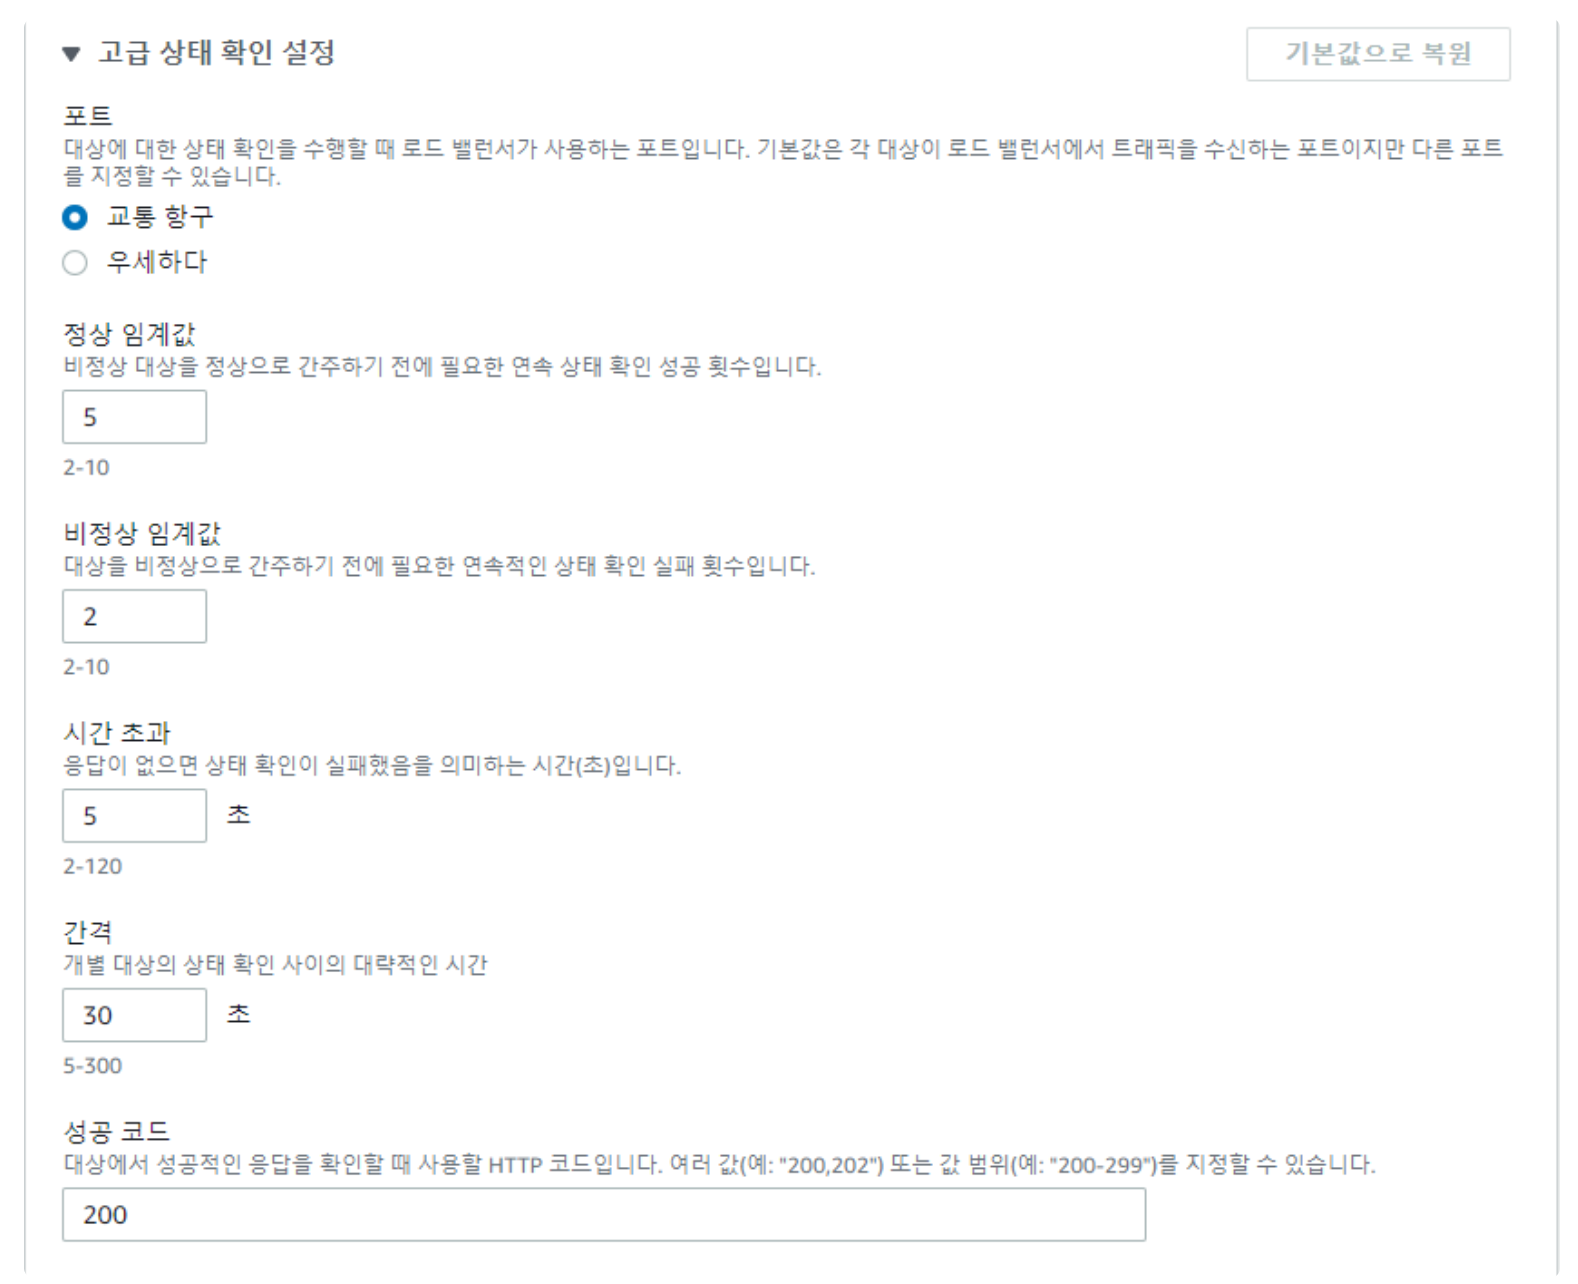 ▼ 고급 상태 확인 설정
기본값으로 복원
포트
대상에 대한 상태 확인을 수행할 때 로드 밸런서가 사용하는 포트입니다. 기본값은 각 대상이 로드 밸런서에서 트래픽을 수신하는 포트이지만 다른 포트
를 지정할 수 있습니다.
교통 항구
우세하다
정상 임계값
비정상 대상을 정상으로 간주하기 전에 필요한 연속 상태 확인 성공 횟수입니다.
5
2-10
비정상 임계값
대상을 비정상으로 간주하기 전에 필요한 연속적인 상태 확인 실패 횟수입니다.
2
2-10
시간 초과
응답이 없으면 상태 확인이 실패했음을 의미하는 시간(초)입니다.
5 초
2-120
간격
개별 대상의 상태 확인 사이의 대략적인 시간
30 초
5-300
성공 코드
대상에서 성공적인 응답을 확인할 때 사용할 HTTP 코드입니다. 여러 값(예: "200,202") 또는 값 범위(예: "200-299")를 지정할 수 있습니다.
200